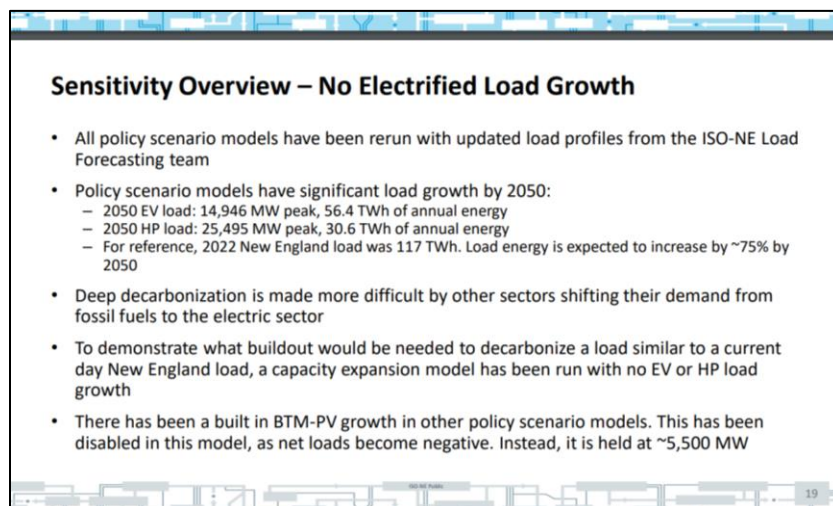 Sensitivity Overview – No Electrified Load Growth
• All policy scenario models have been rerun with updated load profiles from the ISO-NE Load
Forecasting team
• Policy scenario models have significant load growth by 2050:
– 2050 EV load: 14,946 MW peak, 56.4 TWh of annual energy
– 2050 HP load: 25,495 MW peak, 30.6 TWh of annual energy
– For reference, 2022 New England load was 117 TWh. Load energy is expected to increase by ~75% by
2050
• Deep decarbonization is made more difficult by other sectors shifting their demand from
fossil fuels to the electric sector
• To demonstrate what buildout would be needed to decarbonize a load similar to a current
day New England load, a capacity expansion model has been run with no EV or HP load
growth
• There has been a built in BTM-PV growth in other policy scenario models. This has been
disabled in this model, as net loads become negative. Instead, it is held at ~5,500 MW
ISO-NE Public
19